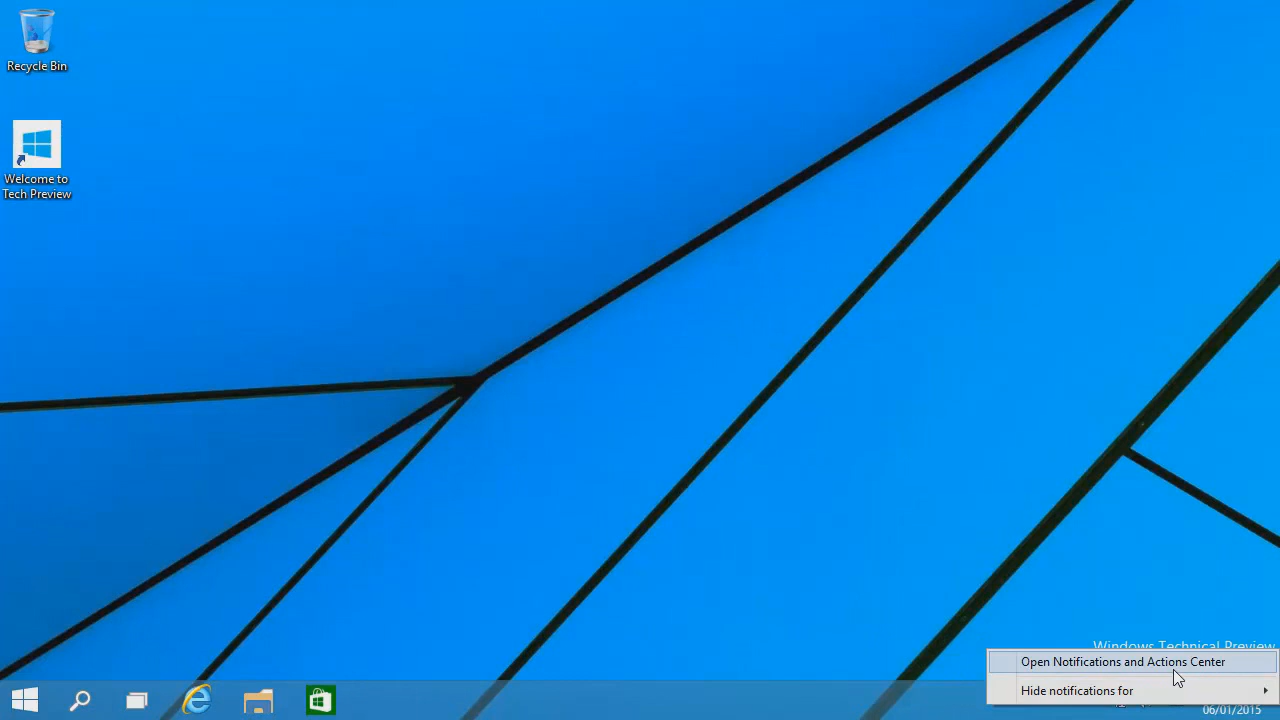 Recycle Bin
Welcome to
Tech Preview
Windows Technical Preview
Open Notifications and Actions Center
Hide notifications for
06/01/2015